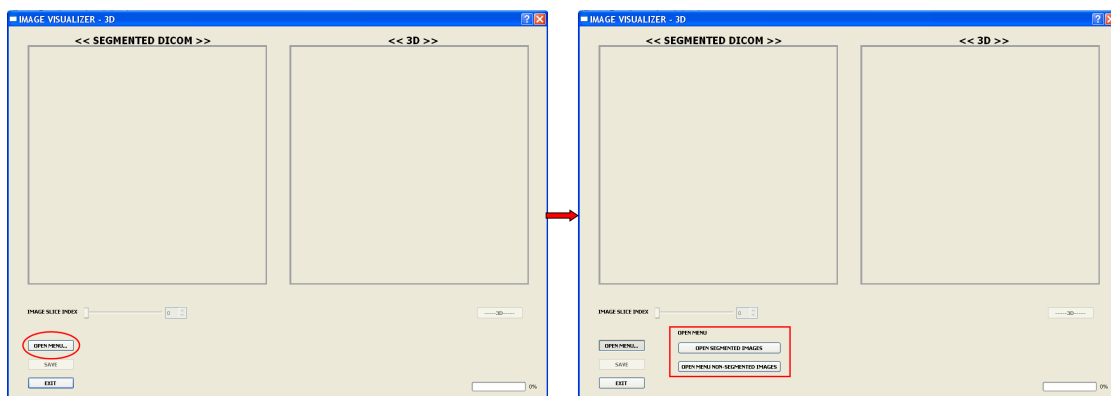 IMAGE VISUALIZER - 3D
<< SEGMENTED DICOM >>
<< 3D >>
IMAGE SLICE INDEX
0
-----3D-----
OPEN MENU...
SAVE
EXIT
0%
IMAGE VISUALIZER - 3D
<< SEGMENTED DICOM >>
<< 3D >>
IMAGE SLICE INDEX
0
-----3D-----
OPEN MENU
OPEN MENU...
OPEN SEGMENTED IMAGES
SAVE
OPEN MENU NON-SEGMENTED IMAGES
EXIT
0%